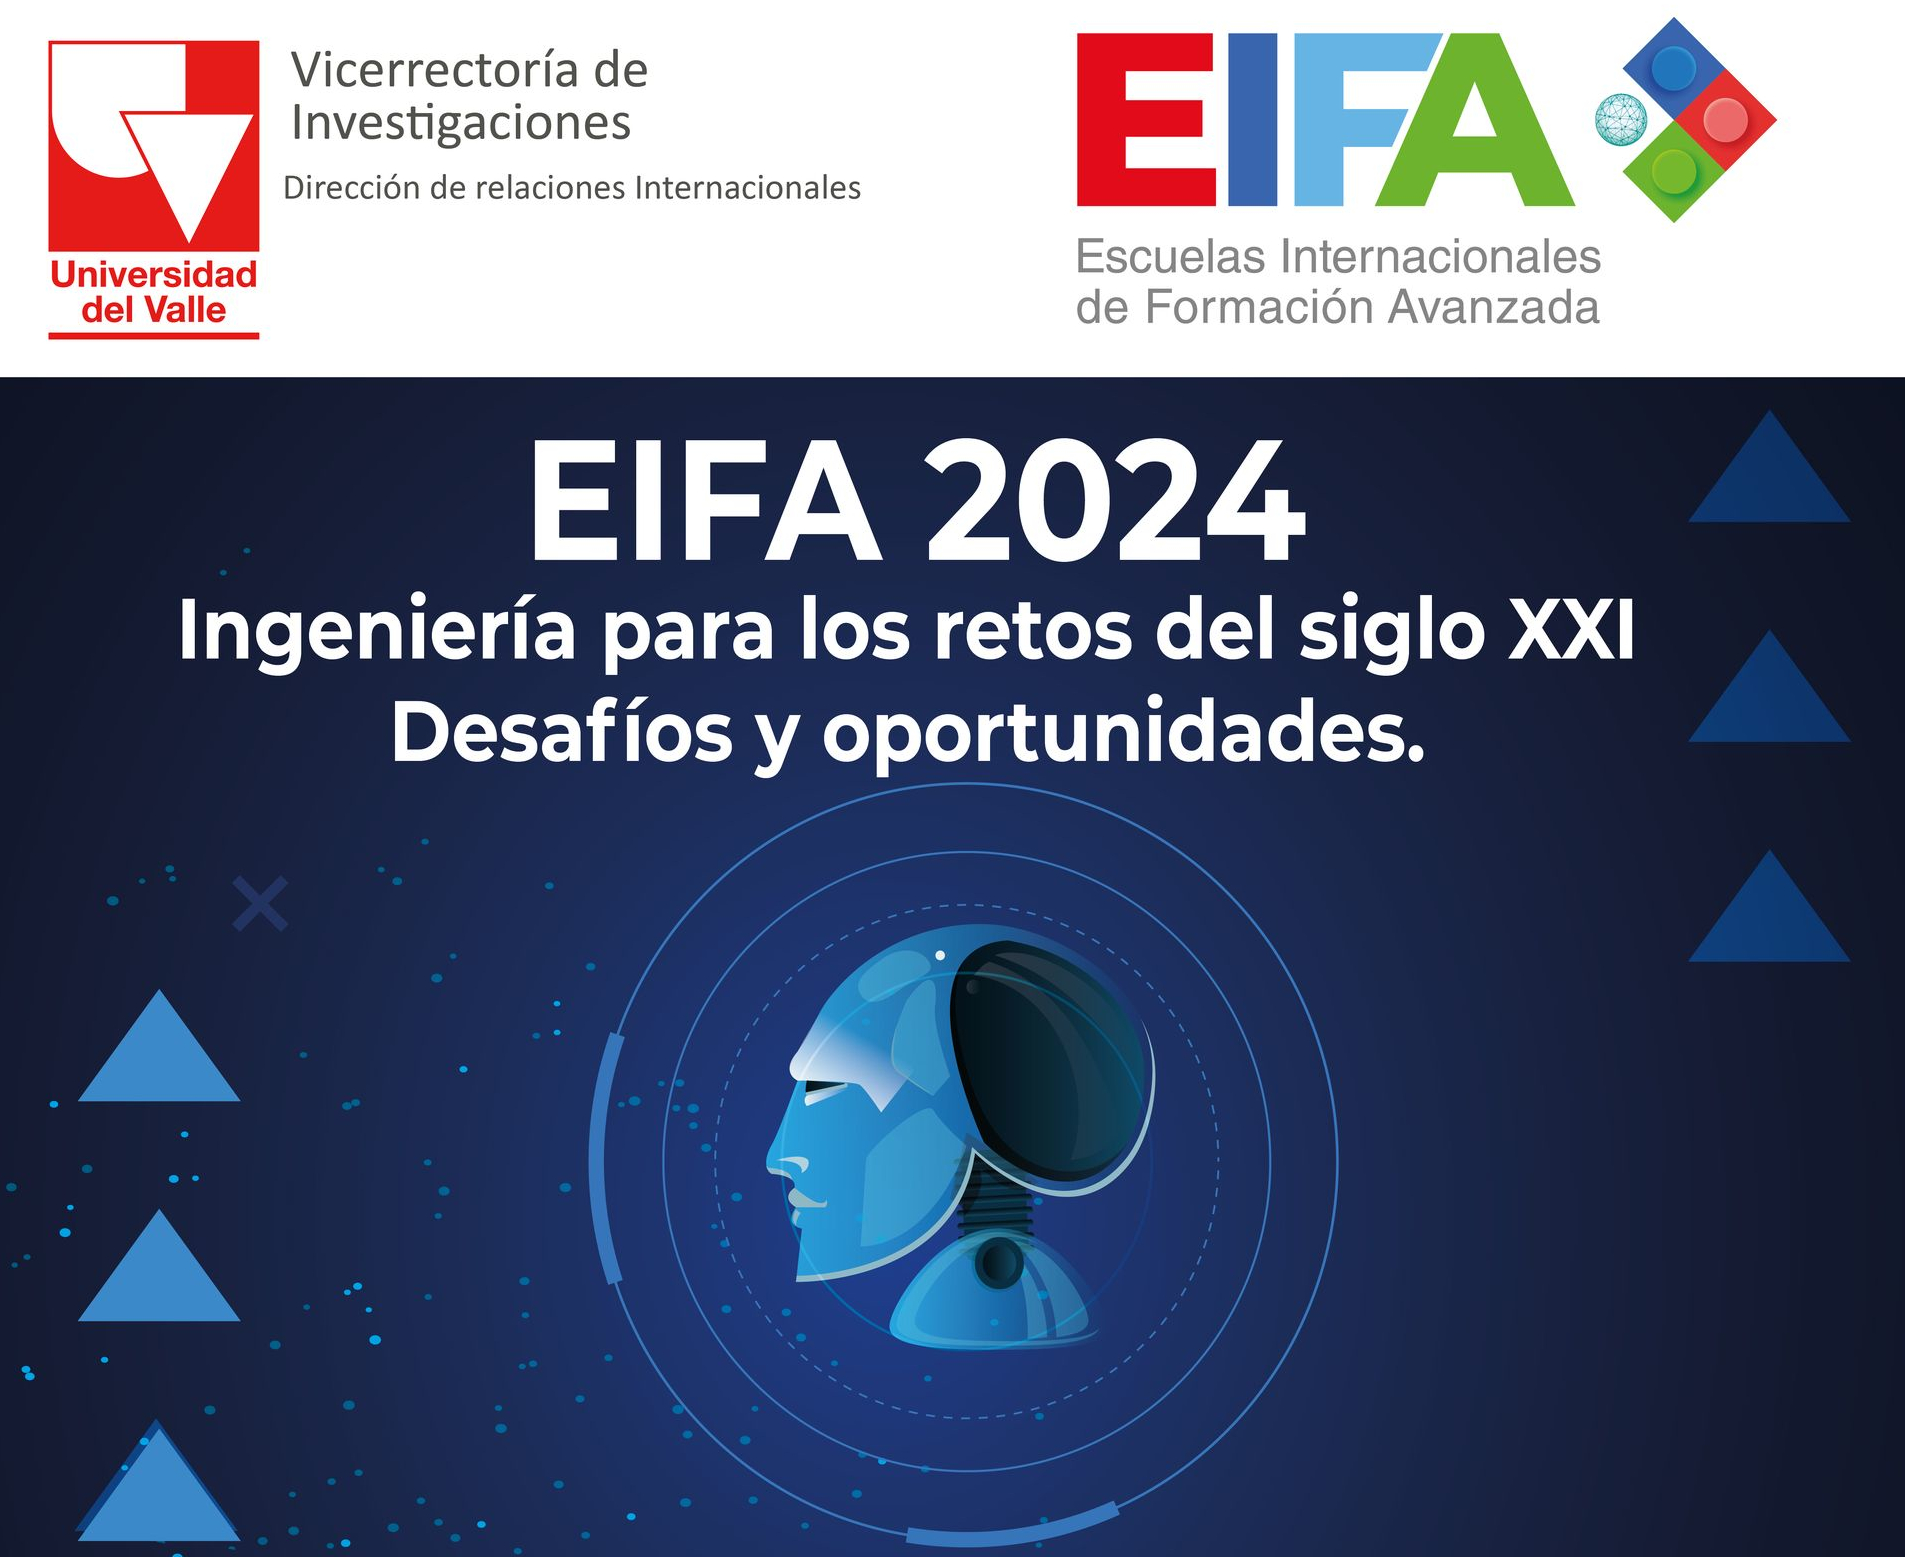 Vicerrectoría de
Investigaciones
Dirección de relaciones Internacionales
Universidad
del Valle
EIFA
Escuelas Internacionales
de Formación Avanzada
EIFA 2024
Ingeniería para los retos del siglo XXI
Desafíos y oportunidades.